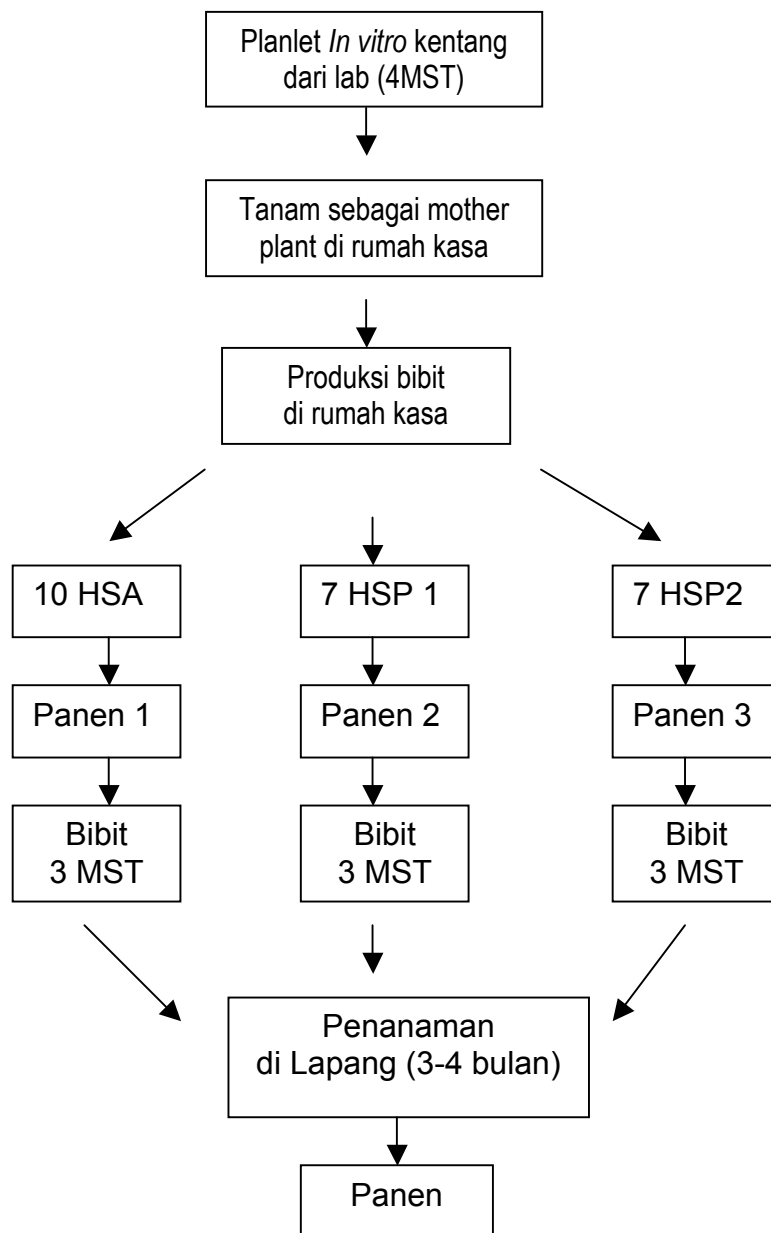 Planlet In vitro kentang
dari lab (4MST)
Tanam sebagai mother
plant di rumah kasa
Produksi bibit
di rumah kasa
10 HSA
7 HSP 1
7 HSP2
Panen 1
Panen 2
Panen 3
Bibit
3 MST
Bibit
3 MST
Bibit
3 MST
Penanaman
di Lapang (3-4 bulan)
Panen